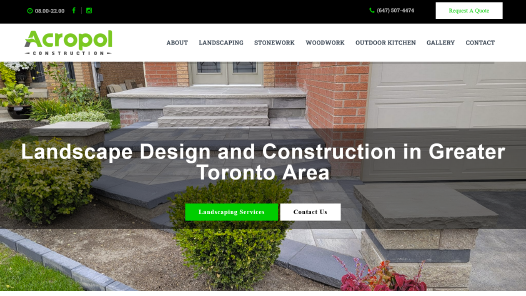 08.00-22.00
(647) 507-4474
Request A Quote
Acropol
CONSTRUCTION
ABOUT LANDSCAPING STONEWORK WOODWORK OUTDOOR KITCHEN GALLERY CONTACT
Landscape Design and Construction in Greater
Toronto Area
Landscaping Services
Contact Us